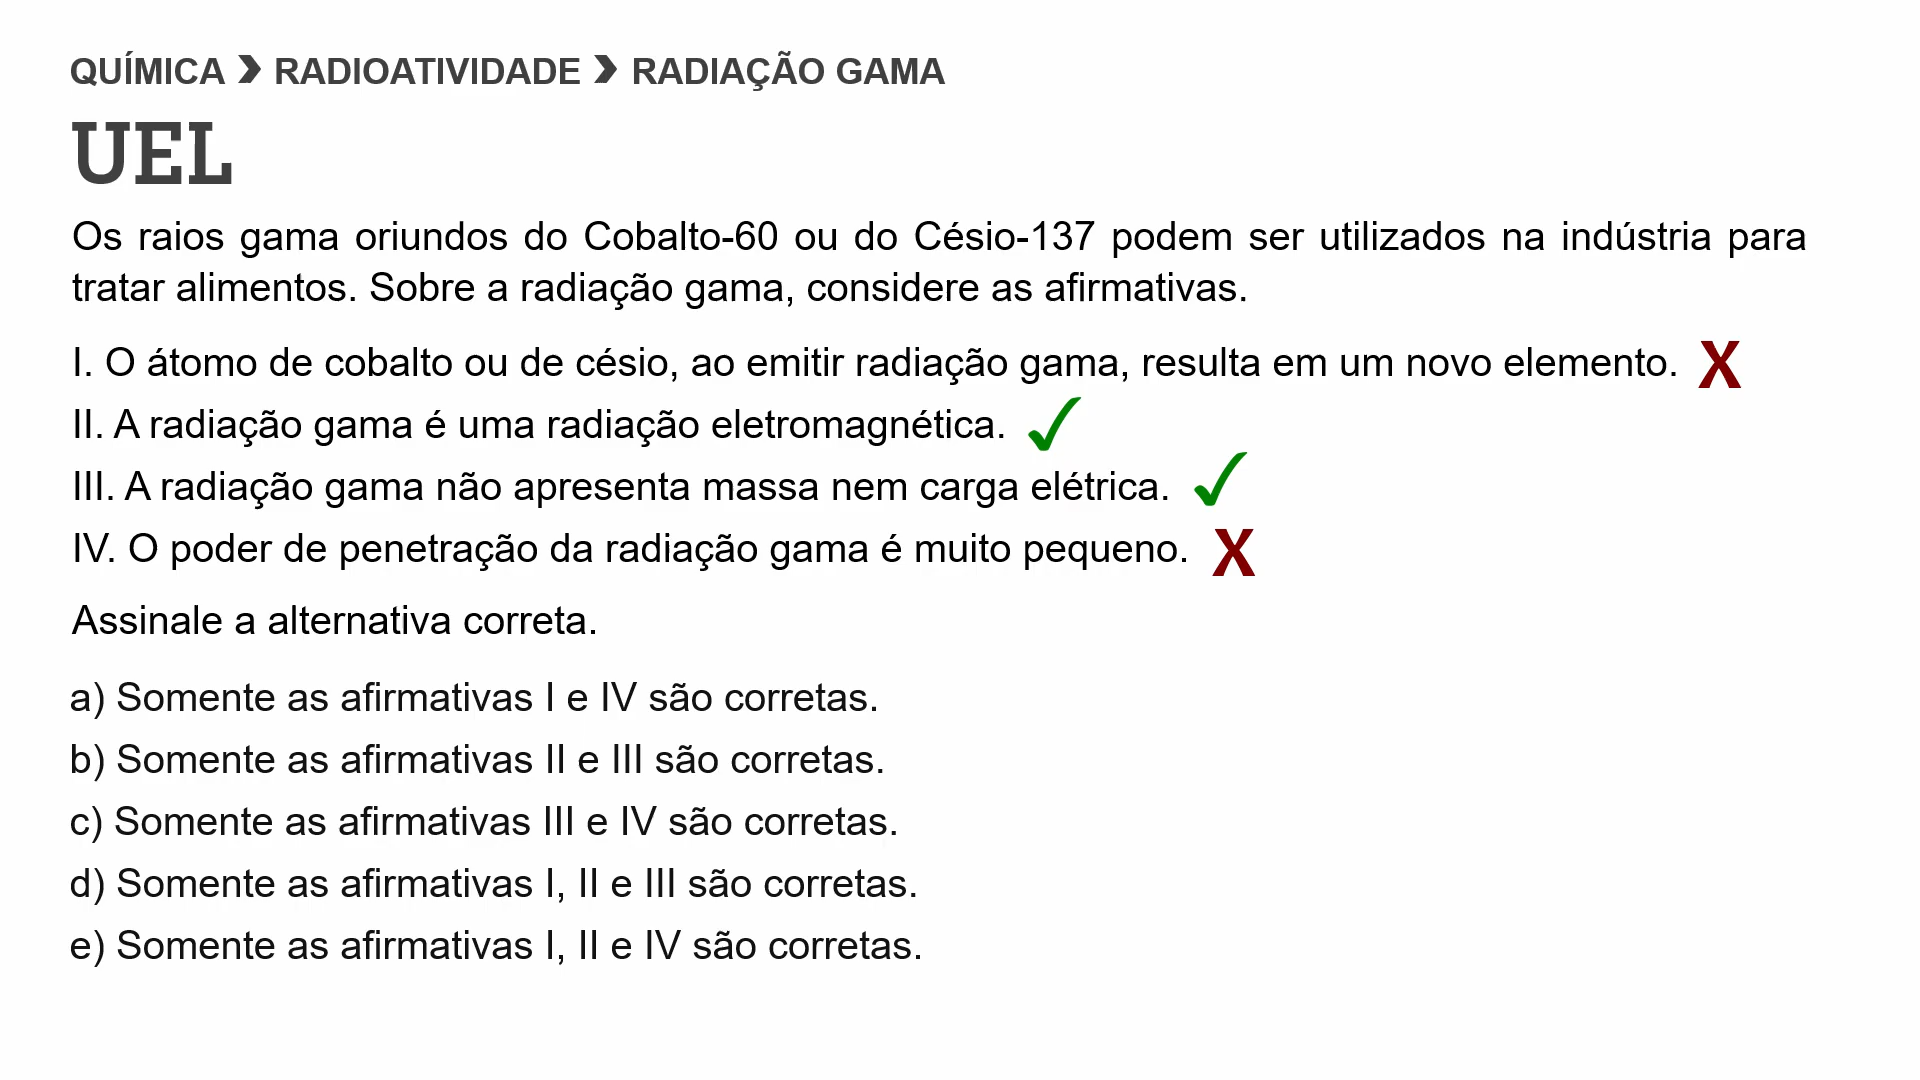 QUÍMICA ❯ RADIOATIVIDADE ❯ RADIAÇÃO GAMA
UEL
Os raios gama oriundos do Cobalto-60 ou do Césio-137 podem ser utilizados na indústria para
tratar alimentos. Sobre a radiação gama, considere as afirmativas.
I. O átomo de cobalto ou de césio, ao emitir radiação gama, resulta em um novo elemento. X
II. A radiação gama é uma radiação eletromagnética. ✓
III. A radiação gama não apresenta massa nem carga elétrica. ✓
IV. O poder de penetração da radiação gama é muito pequeno. X
Assinale a alternativa correta.
a) Somente as afirmativas I e IV são corretas.
b) Somente as afirmativas II e III são corretas.
c) Somente as afirmativas III e IV são corretas.
d) Somente as afirmativas I, II e III são corretas.
e) Somente as afirmativas I, II e IV são corretas.